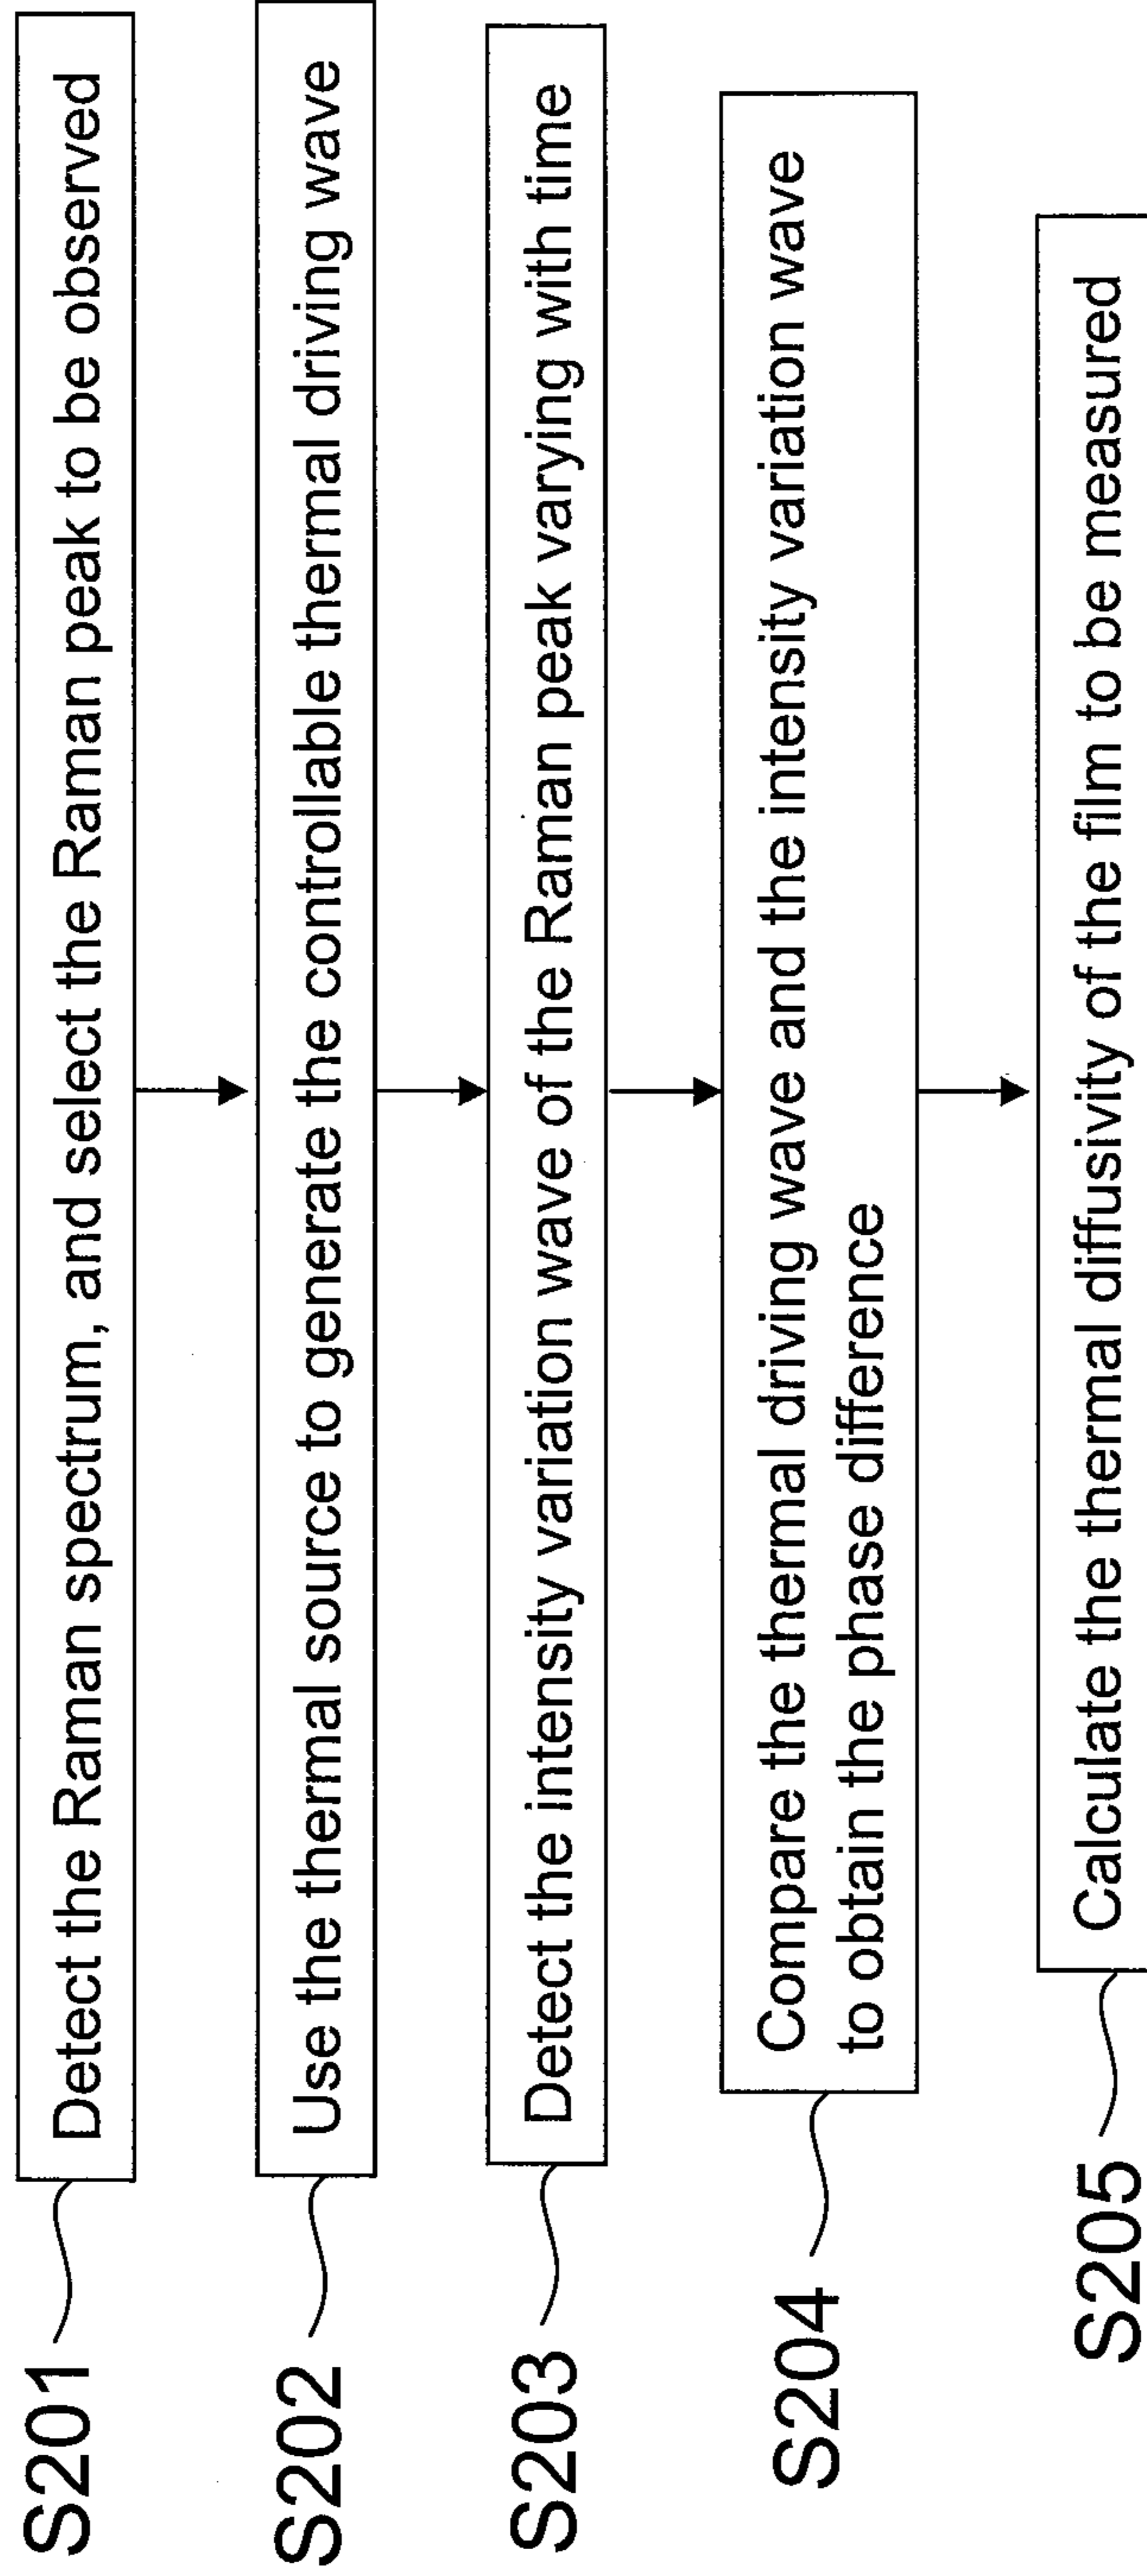 S201
Detect the Raman spectrum, and select the Raman peak to be observed
S202
Use the thermal source to generate the controllable thermal driving wave
S203
Detect the intensity variation wave of the Raman peak varying with time
S204
Compare the thermal driving wave and the intensity variation wave
to obtain the phase difference
S205
Calculate the thermal diffusivity of the film to be measured